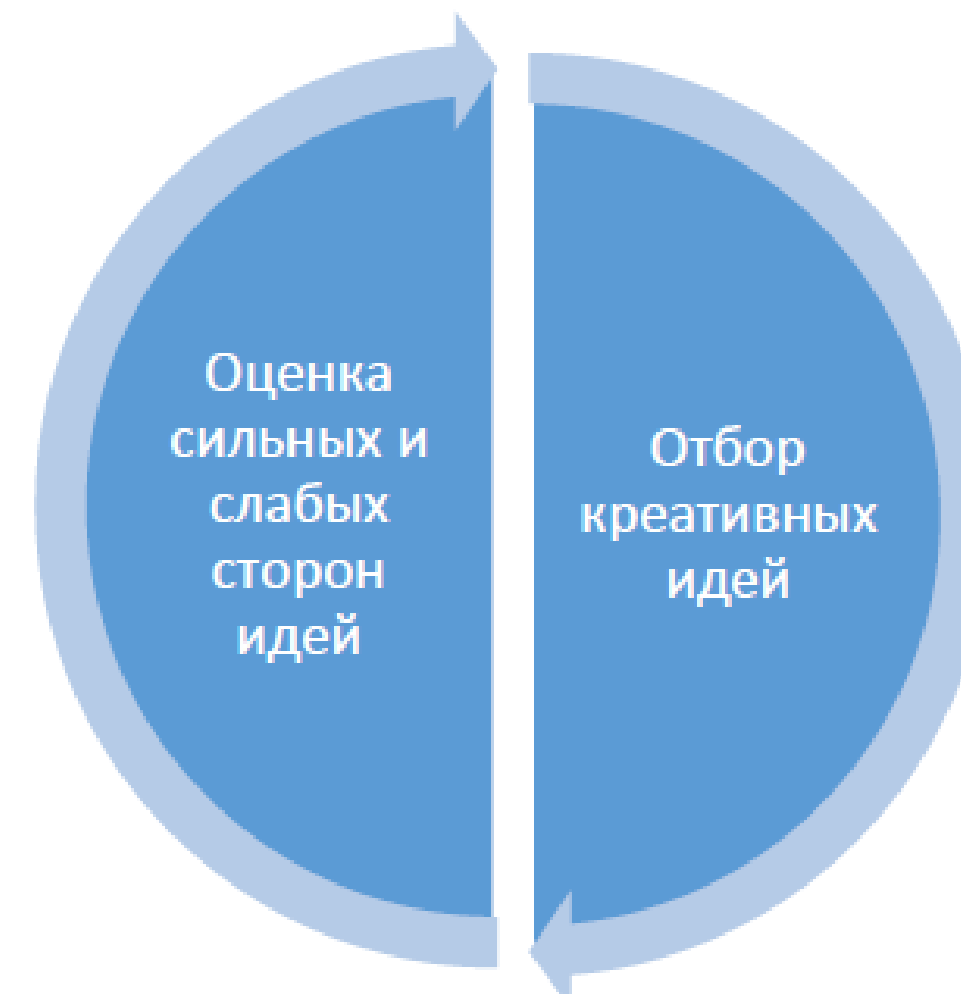 Оценка
сильных и
слабых
сторон
идей
Отбор
креативных
идей